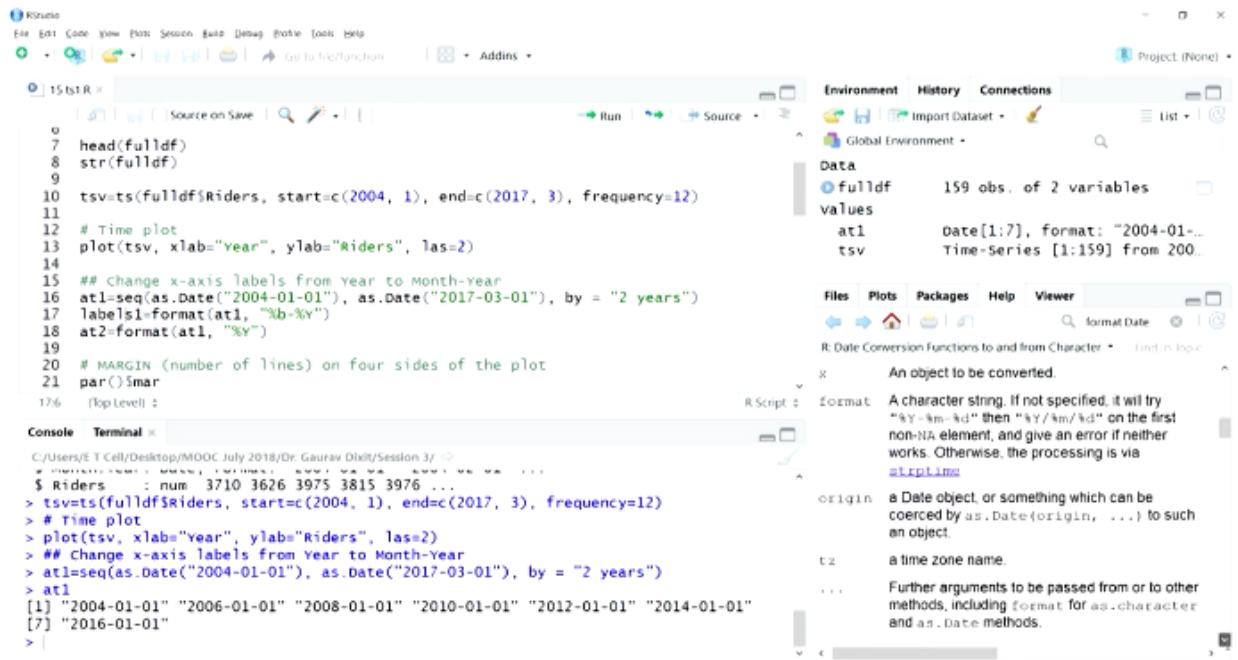 RStudio
File Edit Code View Plots Session Build Debug Profile Tools Help
Go to file/function
Addins
Project: (None)
15 ts1.R
Source on Save
Run
Source
6
7 head(fulldf)
8 str(fulldf)
9
10 tsv=ts(fulldf$Riders, start=c(2004, 1), end=c(2017, 3), frequency=12)
11
12 # Time plot
13 plot(tsv, xlab="Year", ylab="Riders", las=2)
14
15 ## Change x-axis labels from Year to Month-Year
16 at1=seq(as.Date("2004-01-01"), as.Date("2017-03-01"), by = "2 years")
17 labels1=format(at1, "%b-%Y")
18 at2=format(at1, "%Y")
19
20 # MARGIN (number of lines) on four sides of the plot
21 par()$mar
17:6 (Top Level) R Script
Console Terminal
C:/Users/E T Cell/Desktop/MOOC July 2018/Dr. Gaurav Dixit/Session 3/
$ Riders : num 3710 3626 3975 3815 3976 ...
> tsv=ts(fulldf$Riders, start=c(2004, 1), end=c(2017, 3), frequency=12)
> # Time plot
> plot(tsv, xlab="Year", ylab="Riders", las=2)
> ## Change x-axis labels from Year to Month-Year
> at1=seq(as.Date("2004-01-01"), as.Date("2017-03-01"), by = "2 years")
> at1
[1] "2004-01-01" "2006-01-01" "2008-01-01" "2010-01-01" "2012-01-01" "2014-01-01"
[7] "2016-01-01"
>
Environment History Connections
Import Dataset List
Global Environment
Data
fulldf 159 obs. of 2 variables
Values
at1 Date[1:7], format: "2004-01-...
tsv Time-Series [1:159] from 200...
Files Plots Packages Help Viewer
formatDate
R: Date Conversion Functions to and from Character Find in Topic
x An object to be converted.
format A character string. If not specified, it will try
"%Y-%m-%d" then "%Y/%m/%d" on the first
non-NA element, and give an error if neither
works. Otherwise, the processing is via
strptime
origin a Date object, or something which can be
coerced by as.Date(origin, ...) to such
an object.
tz a time zone name.
... Further arguments to be passed from or to other
methods, including format for as.character
and as.Date methods.